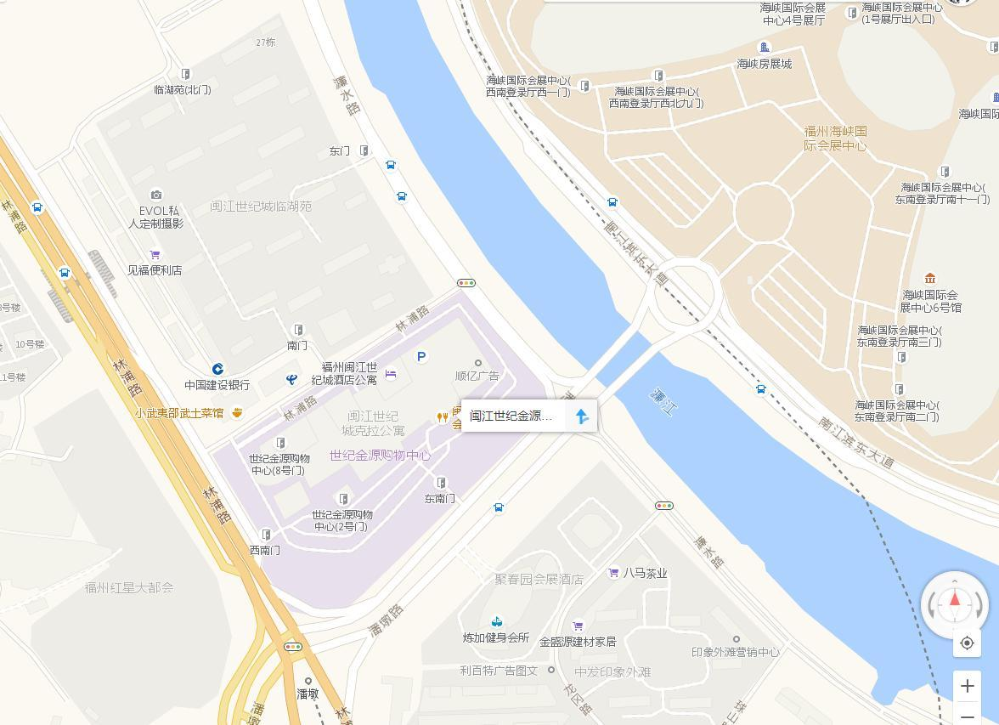 海峡国际会展
中心4号展厅
海峡国际会展中心
(1号展厅出入口)
27栋
海峡房展城
海峡国际会展中心(
西南登录厅西一门)
海峡国际会展中心(
西南登录厅西北九门)
临湖苑(北门)
濂水路
海峡国际
福州海峡国
际会展中心
东门
海峡国际会展中心(
东南登录厅南十一门)
林浦路
EVOL私
人定制摄影
闽江世纪城临湖苑
南江滨东大道
见福便利店
海峡国际会
展中心6号馆
林浦路
海峡国际会展中心(
东南登录厅南三门)
10号楼
南门
林浦路
福州闽江世
纪城酒店公寓
P
顺亿广告
中国建设银行
濂江
海峡国际会展中心(
东南登录厅南二门)
小武夷邵武土菜馆
林浦路
闽江世纪
城克拉公寓
闽江世纪金源...
南江滨东大道
世纪金源购物
中心(8号门)
世纪金源购物中心
林浦路
东南门
世纪金源购物
中心(2号门)
西南门
濂水路
福州红星大都会
聚春园会展酒店
八马茶业
潘墩路
炼加健身会所
金盛源建材家居
印象外滩营销中心
利百特广告图文
中发印象外滩
潘墩
龙冈路